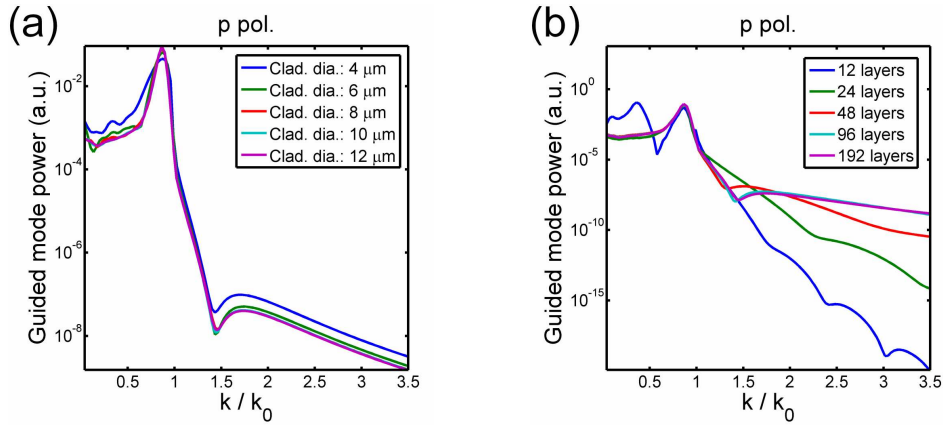 (a)
p pol.
Guided mode power (a.u.)
10⁻²
10⁻⁴
10⁻⁶
10⁻⁸
Clad. dia.: 4 μm
Clad. dia.: 6 μm
Clad. dia.: 8 μm
Clad. dia.: 10 μm
Clad. dia.: 12 μm
0.5 1 1.5 2 2.5 3 3.5
k / k₀
(b)
p pol.
Guided mode power (a.u.)
10⁰
10⁻⁵
10⁻¹⁰
10⁻¹⁵
12 layers
24 layers
48 layers
96 layers
192 layers
0.5 1 1.5 2 2.5 3 3.5
k / k₀